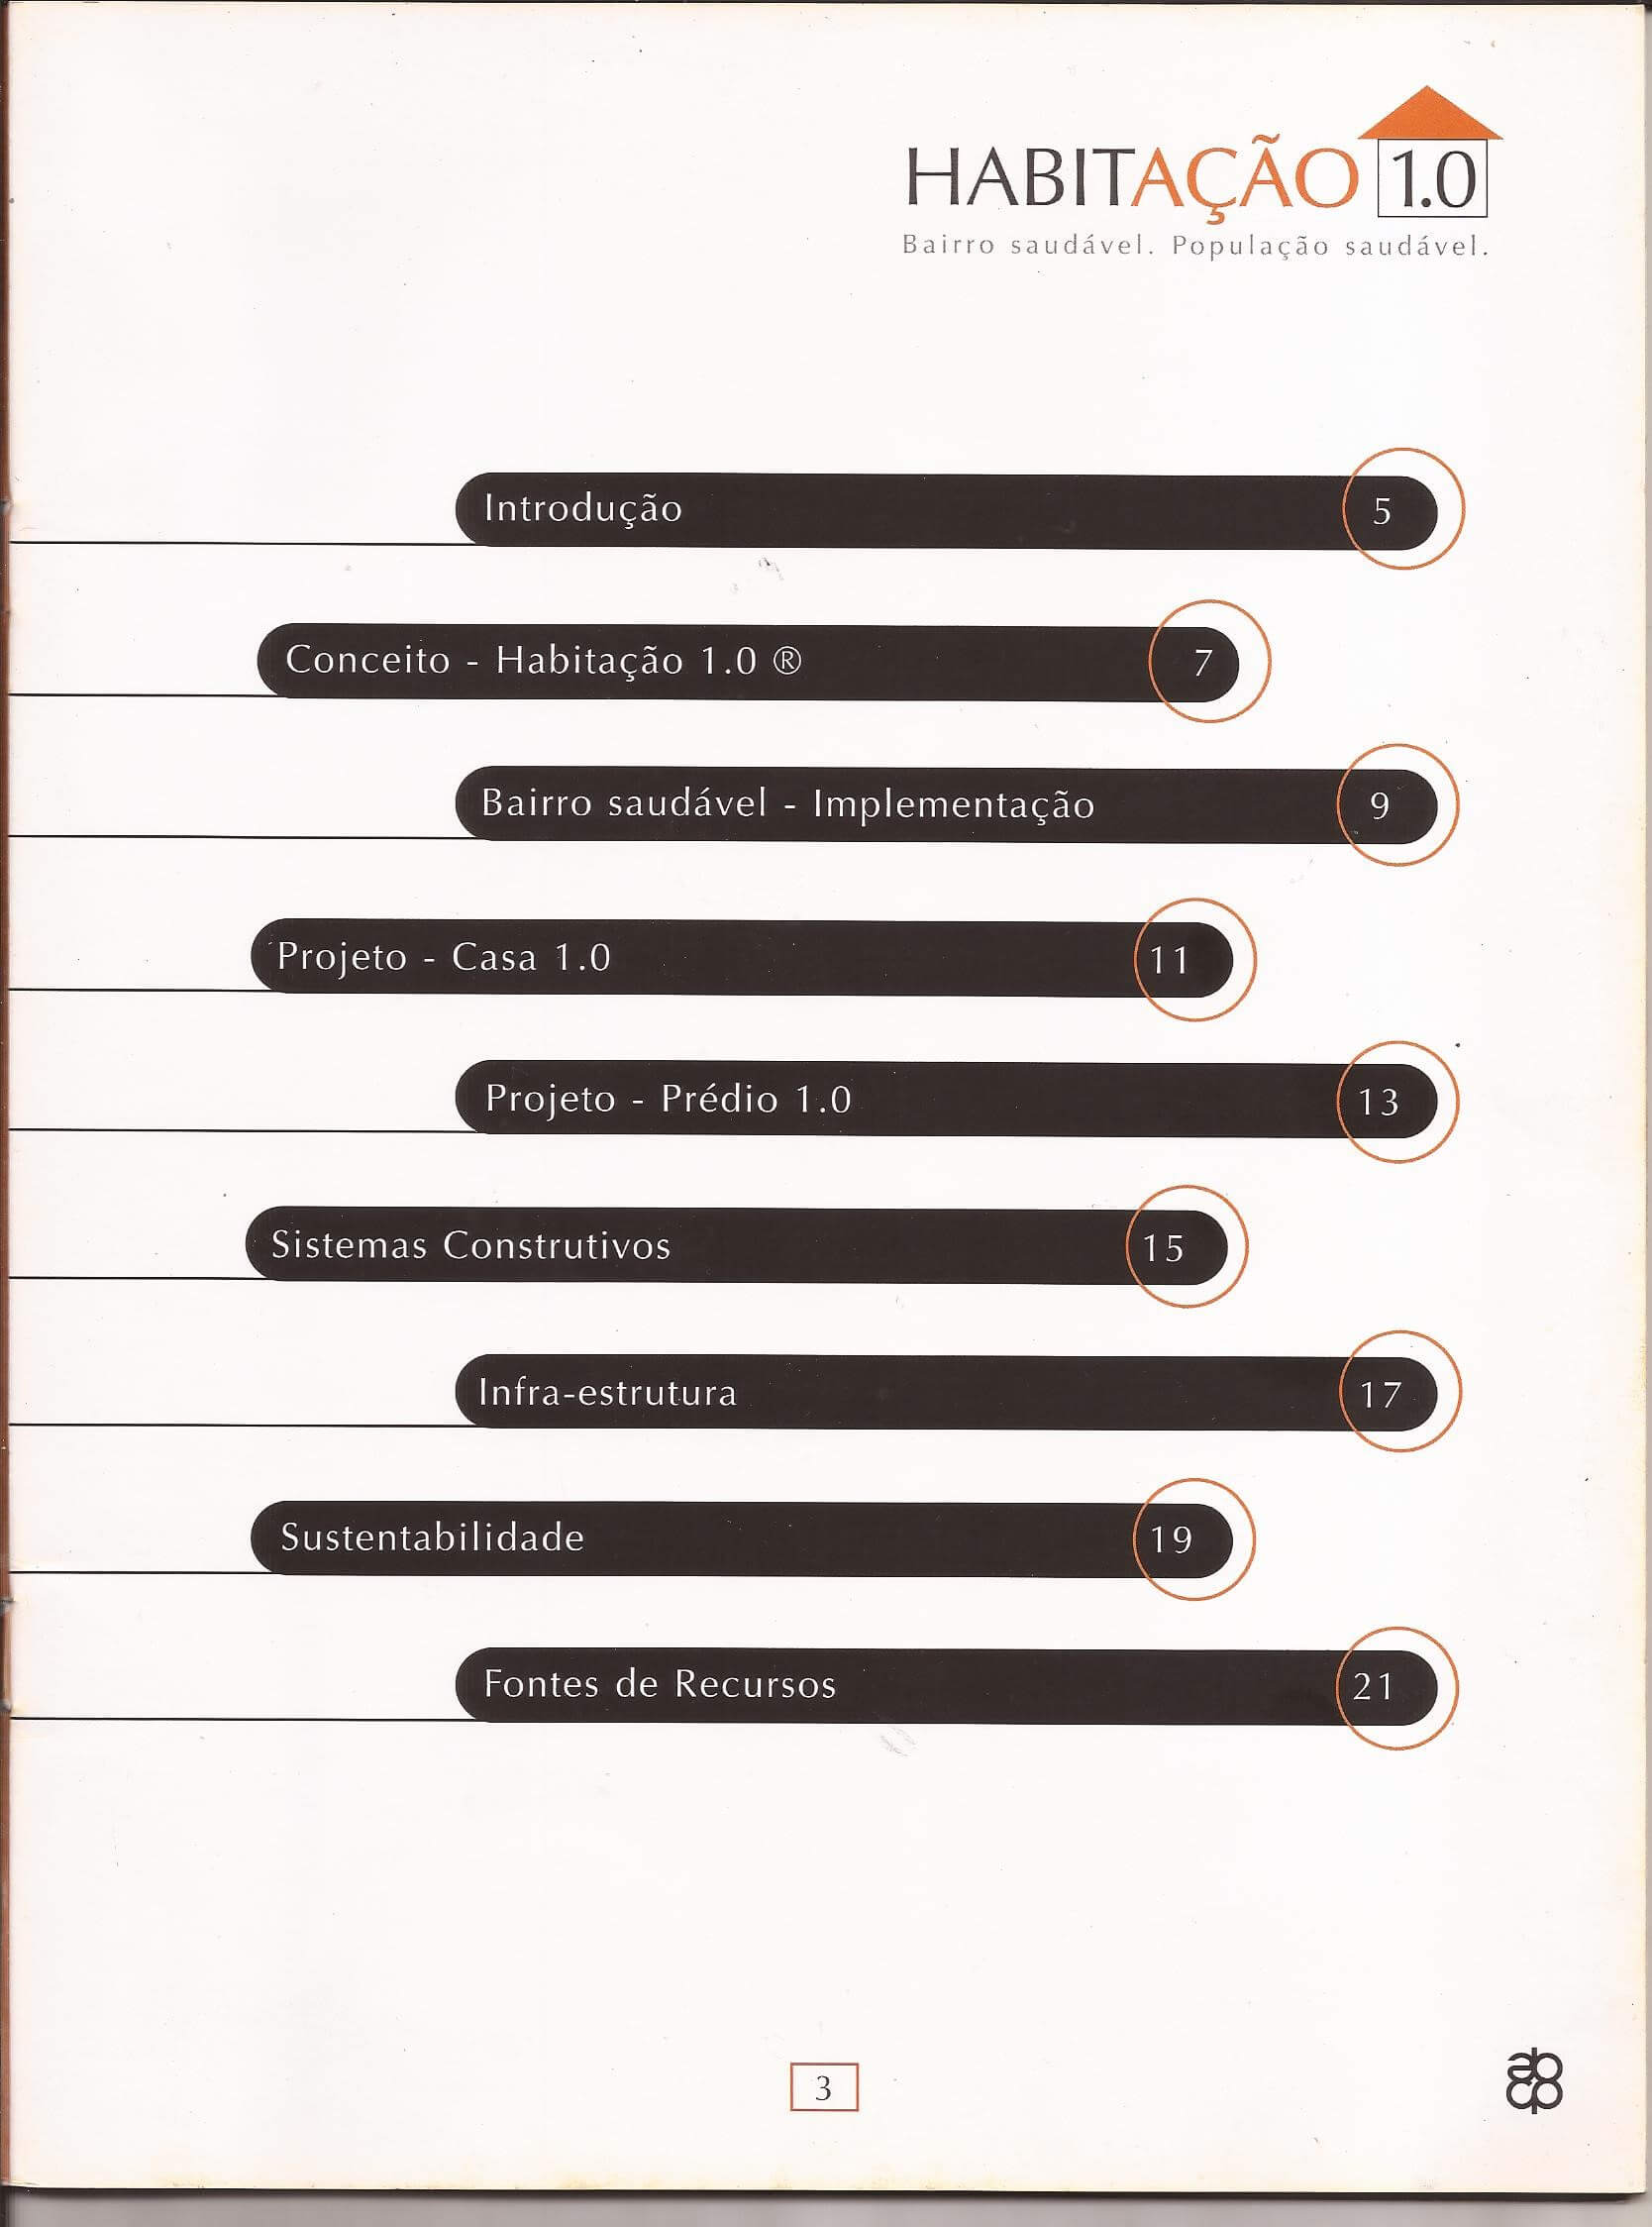 HABITAÇÃO 1.0
Bairro saudável. População saudável.
Introdução 5
Conceito - Habitação 1.0 ® 7
Bairro saudável - Implementação 9
Projeto - Casa 1.0 11
Projeto - Prédio 1.0 13
Sistemas Construtivos 15
Infra-estrutura 17
Sustentabilidade 19
Fontes de Recursos 21
3
abcp